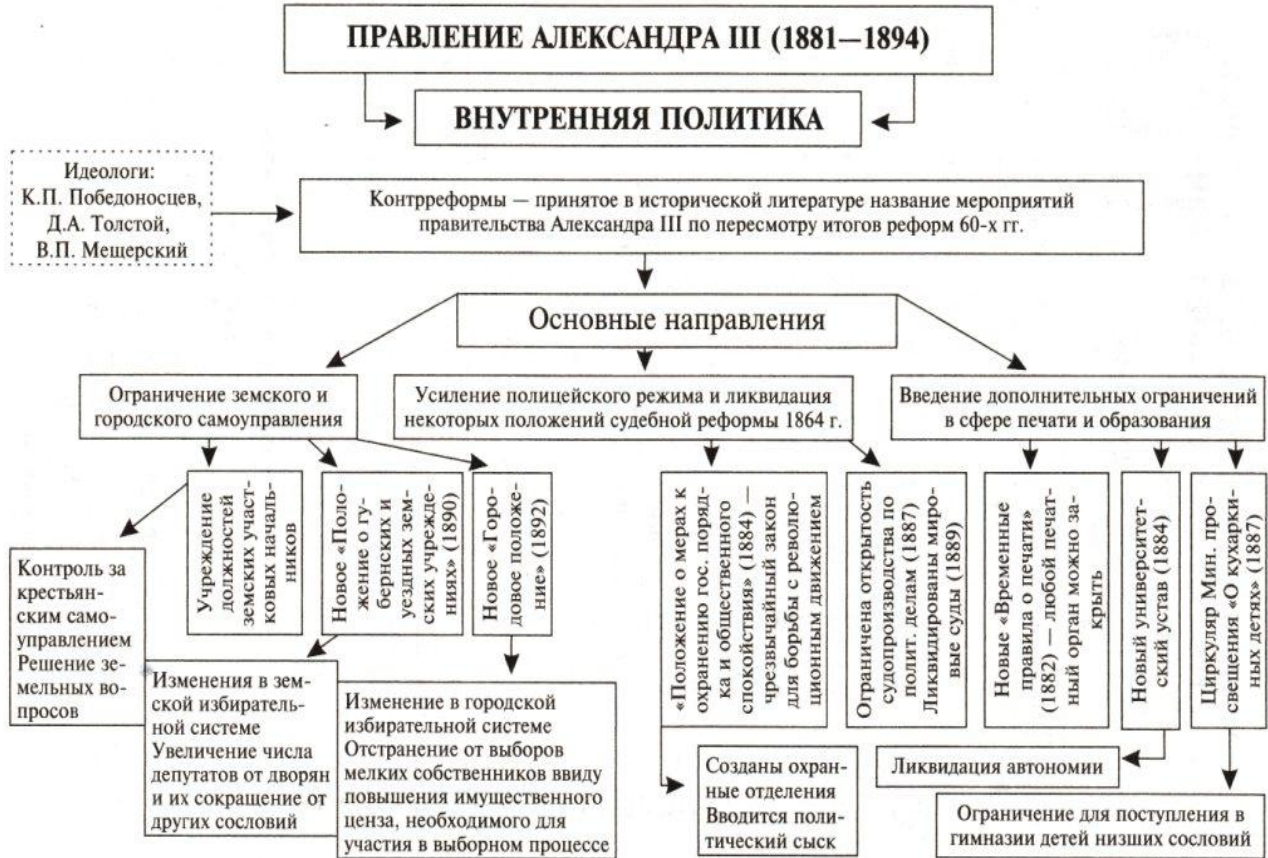 ПРАВЛЕНИЕ АЛЕКСАНДРА III (1881—1894)
ВНУТРЕННЯЯ ПОЛИТИКА
Идеологи:
К.П. Победоносцев,
Д.А. Толстой,
В.П. Мещерский
Контрреформы — принятое в исторической литературе название мероприятий
правительства Александра III по пересмотру итогов реформ 60-х гг.
Основные направления
Ограничение земского и
городского самоуправления
Усиление полицейского режима и ликвидация
некоторых положений судебной реформы 1864 г.
Введение дополнительных ограничений
в сфере печати и образования
Учреждение
должностей
земских участ-
ковых началь-
ников
Новое «Поло-
жение о гу-
бернских и
уездных зем-
ских учрежде-
ниях» (1890)
Новое «Горо-
довое положе-
ние» (1892)
«Положение о мерах к
охранению гос. поряд-
ка и общественного
спокойствия» (1884) —
чрезвычайный закон
для борьбы с револю-
ционным движением
Ограничена открытость
судопроизводства по
полит. делам (1887)
Ликвидированы миро-
вые суды (1889)
Новые «Временные
правила о печати»
(1882) — любой печат-
ный орган можно за-
крыть
Новый университет-
ский устав (1884)
Циркуляр Мин. про-
свещения «О кухарки-
ных детях» (1887)
Контроль за
крестьян-
ским само-
управлением
Решение зе-
мельных во-
просов
Изменения в зем-
ской избиратель-
ной системе
Увеличение числа
депутатов от дворян
и их сокращение от
других сословий
Изменение в городской
избирательной системе
Отстранение от выборов
мелких собственников ввиду
повышения имущественного
ценза, необходимого для
участия в выборном процессе
Созданы охран-
ные отделения
Вводится поли-
тический сыск
Ликвидация автономии
Ограничение для поступления в
гимназии детей низших сословий